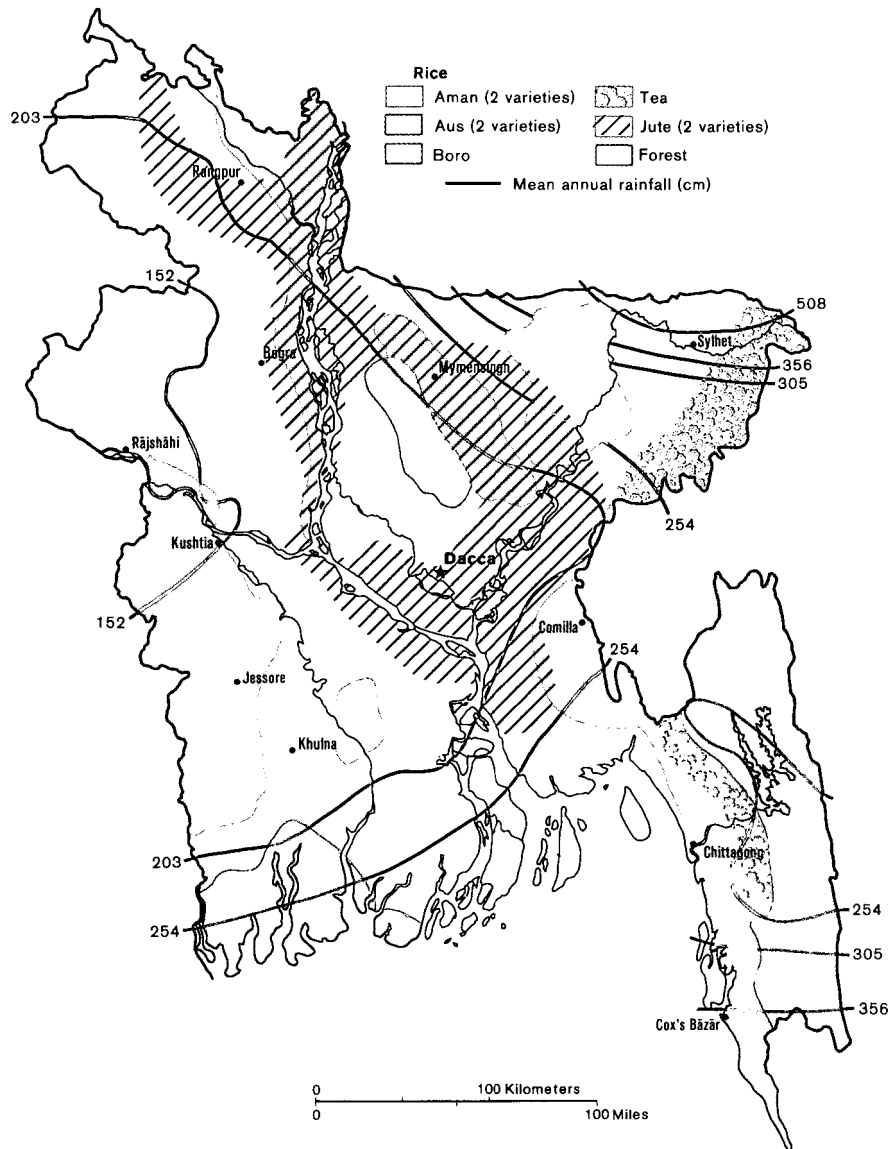 Rice
Aman (2 varieties)
Tea
Aus (2 varieties)
Jute (2 varieties)
Boro
Forest
Mean annual rainfall (cm)
203
Rangpur
152
508
Sylhet
356
305
Bogra
Mymensingh
Rājshāhi
254
Kushtia
Dacca
152
Comilla
254
Jessore
Khulna
203
Chittagong
254
254
305
356
Cox's Bāzār
0 100 Kilometers
0 100 Miles